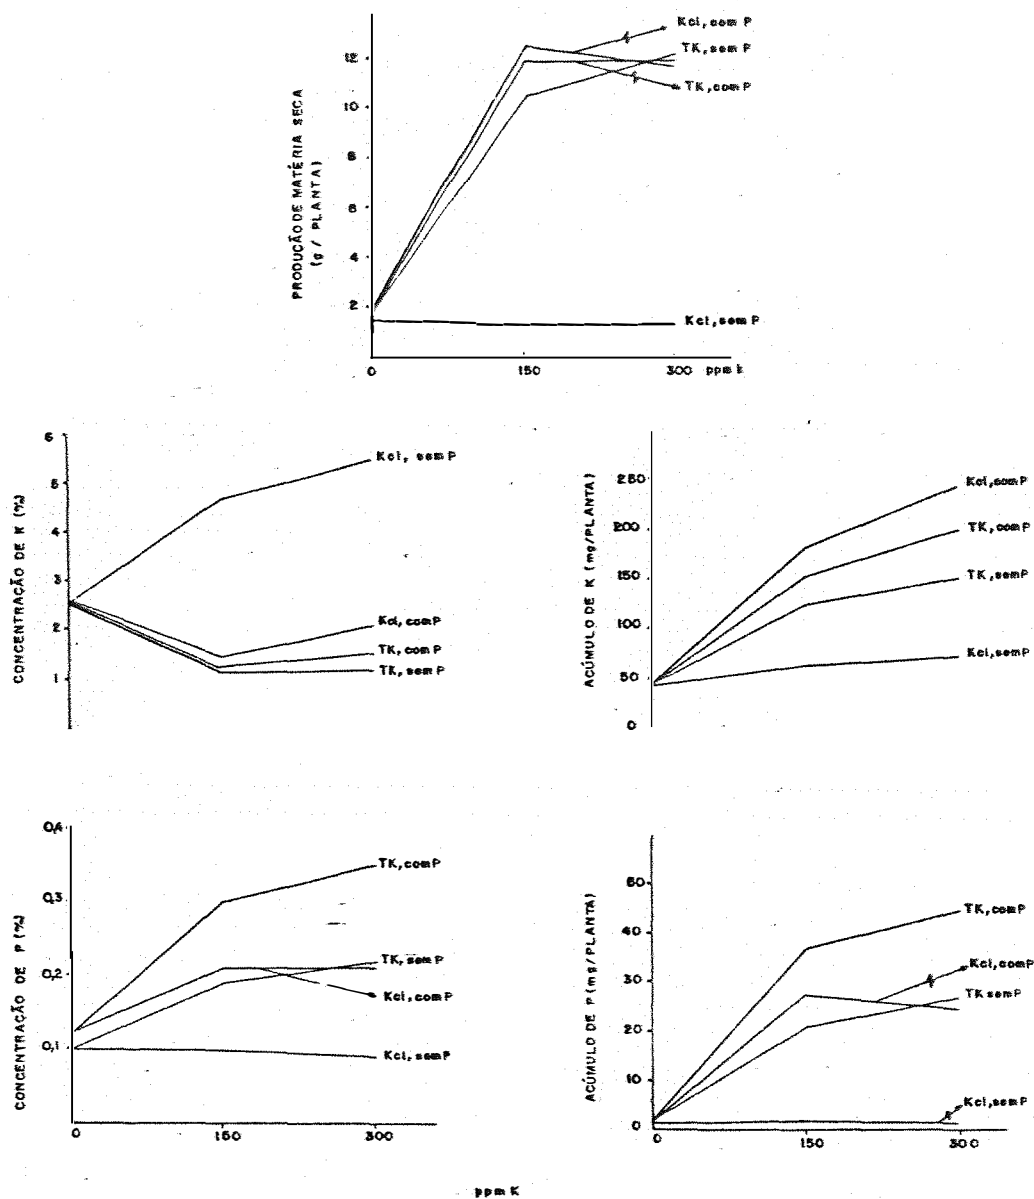 Kcl, com P
TK, sem P
TK, com P
12
10
8
6
4
2
Kcl, sem P
0 150 300 ppm k
PRODUÇÃO DE MATÉRIA SECA
(g / PLANTA)
6
5
4
3
2
1
CONCENTRAÇÃO DE K (%)
Kcl, sem P
Kcl, com P
TK, com P
TK, sem P
250
200
150
100
50
0
ACÚMULO DE K (mg/PLANTA)
Kcl, com P
TK, com P
TK, sem P
Kcl, sem P
0,4
0,3
0,2
0,1
CONCENTRAÇÃO DE P (%)
TK, com P
TK, sem P
Kcl, com P
Kcl, sem P
0 150 300
50
40
30
20
10
0
ACÚMULO DE P (mg/PLANTA)
TK, com P
Kcl, com P
TK sem P
Kcl, sem P
0 150 300
ppm K